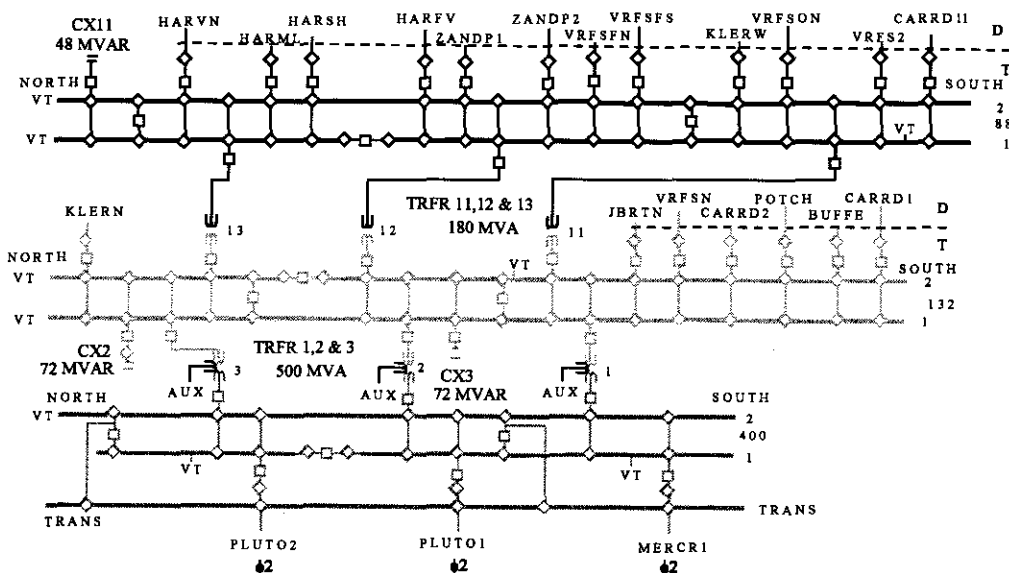 HARVN HARSH HARFV ZANDP2 VRFSFS VRFSON CARRD11
CX11 HARML ZANDP1 VRFSFN KLERW VRFS2 D
48 MVAR
T
NORTH SOUTH
VT 2
88
VT VT 1
TRFR 11,12 & 13
180 MVA
KLERN VRFSN POTCH CARRD1
JBRTN CARRD2 BUFFE D
13 12 11
T
NORTH SOUTH
VT VT 2
132
VT 1
CX2 TRFR 1,2 & 3 CX3
72 MVAR 500 MVA 72 MVAR
AUX 3 AUX 2 AUX 1
NORTH SOUTH
VT 2
400
VT VT 1
TRANS TRANS
PLUTO2 PLUTO1 MERCR1
ϕ2 ϕ2 ϕ2